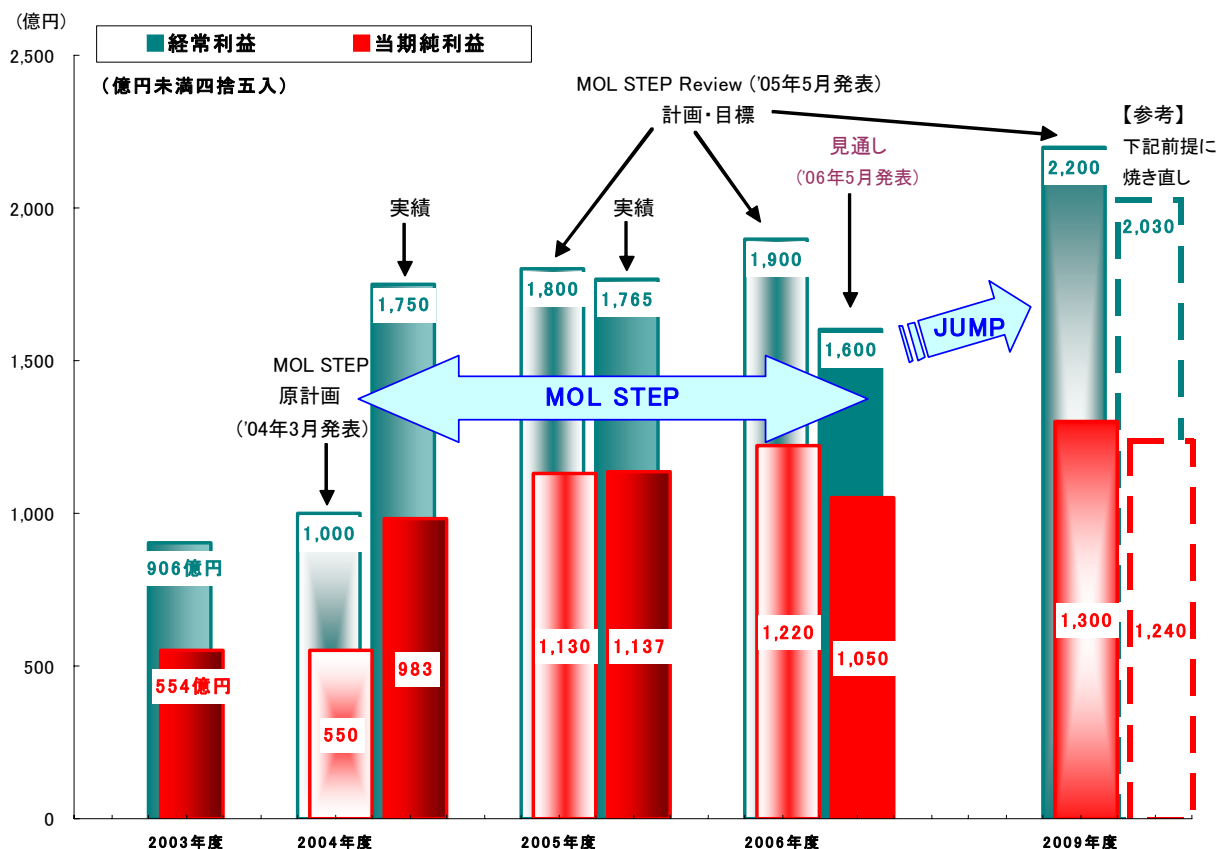 (億円)
経常利益 当期純利益
(億円未満四捨五入)
2,500
2,000
1,500
1,000
500
0
MOL STEP Review ('05年5月発表)
計画・目標
【参考】
下記前提に
焼き直し
見通し
('06年5月発表)
実績
実績
2,200
2,030
1,900
1,800
1,765
1,750
1,600
JUMP
MOL STEP
MOL STEP
原計画
('04年3月発表)
1,000
906億円
554億円
550
983
1,130
1,137
1,220
1,050
1,300
1,240
2003年度
2004年度
2005年度
2006年度
2009年度